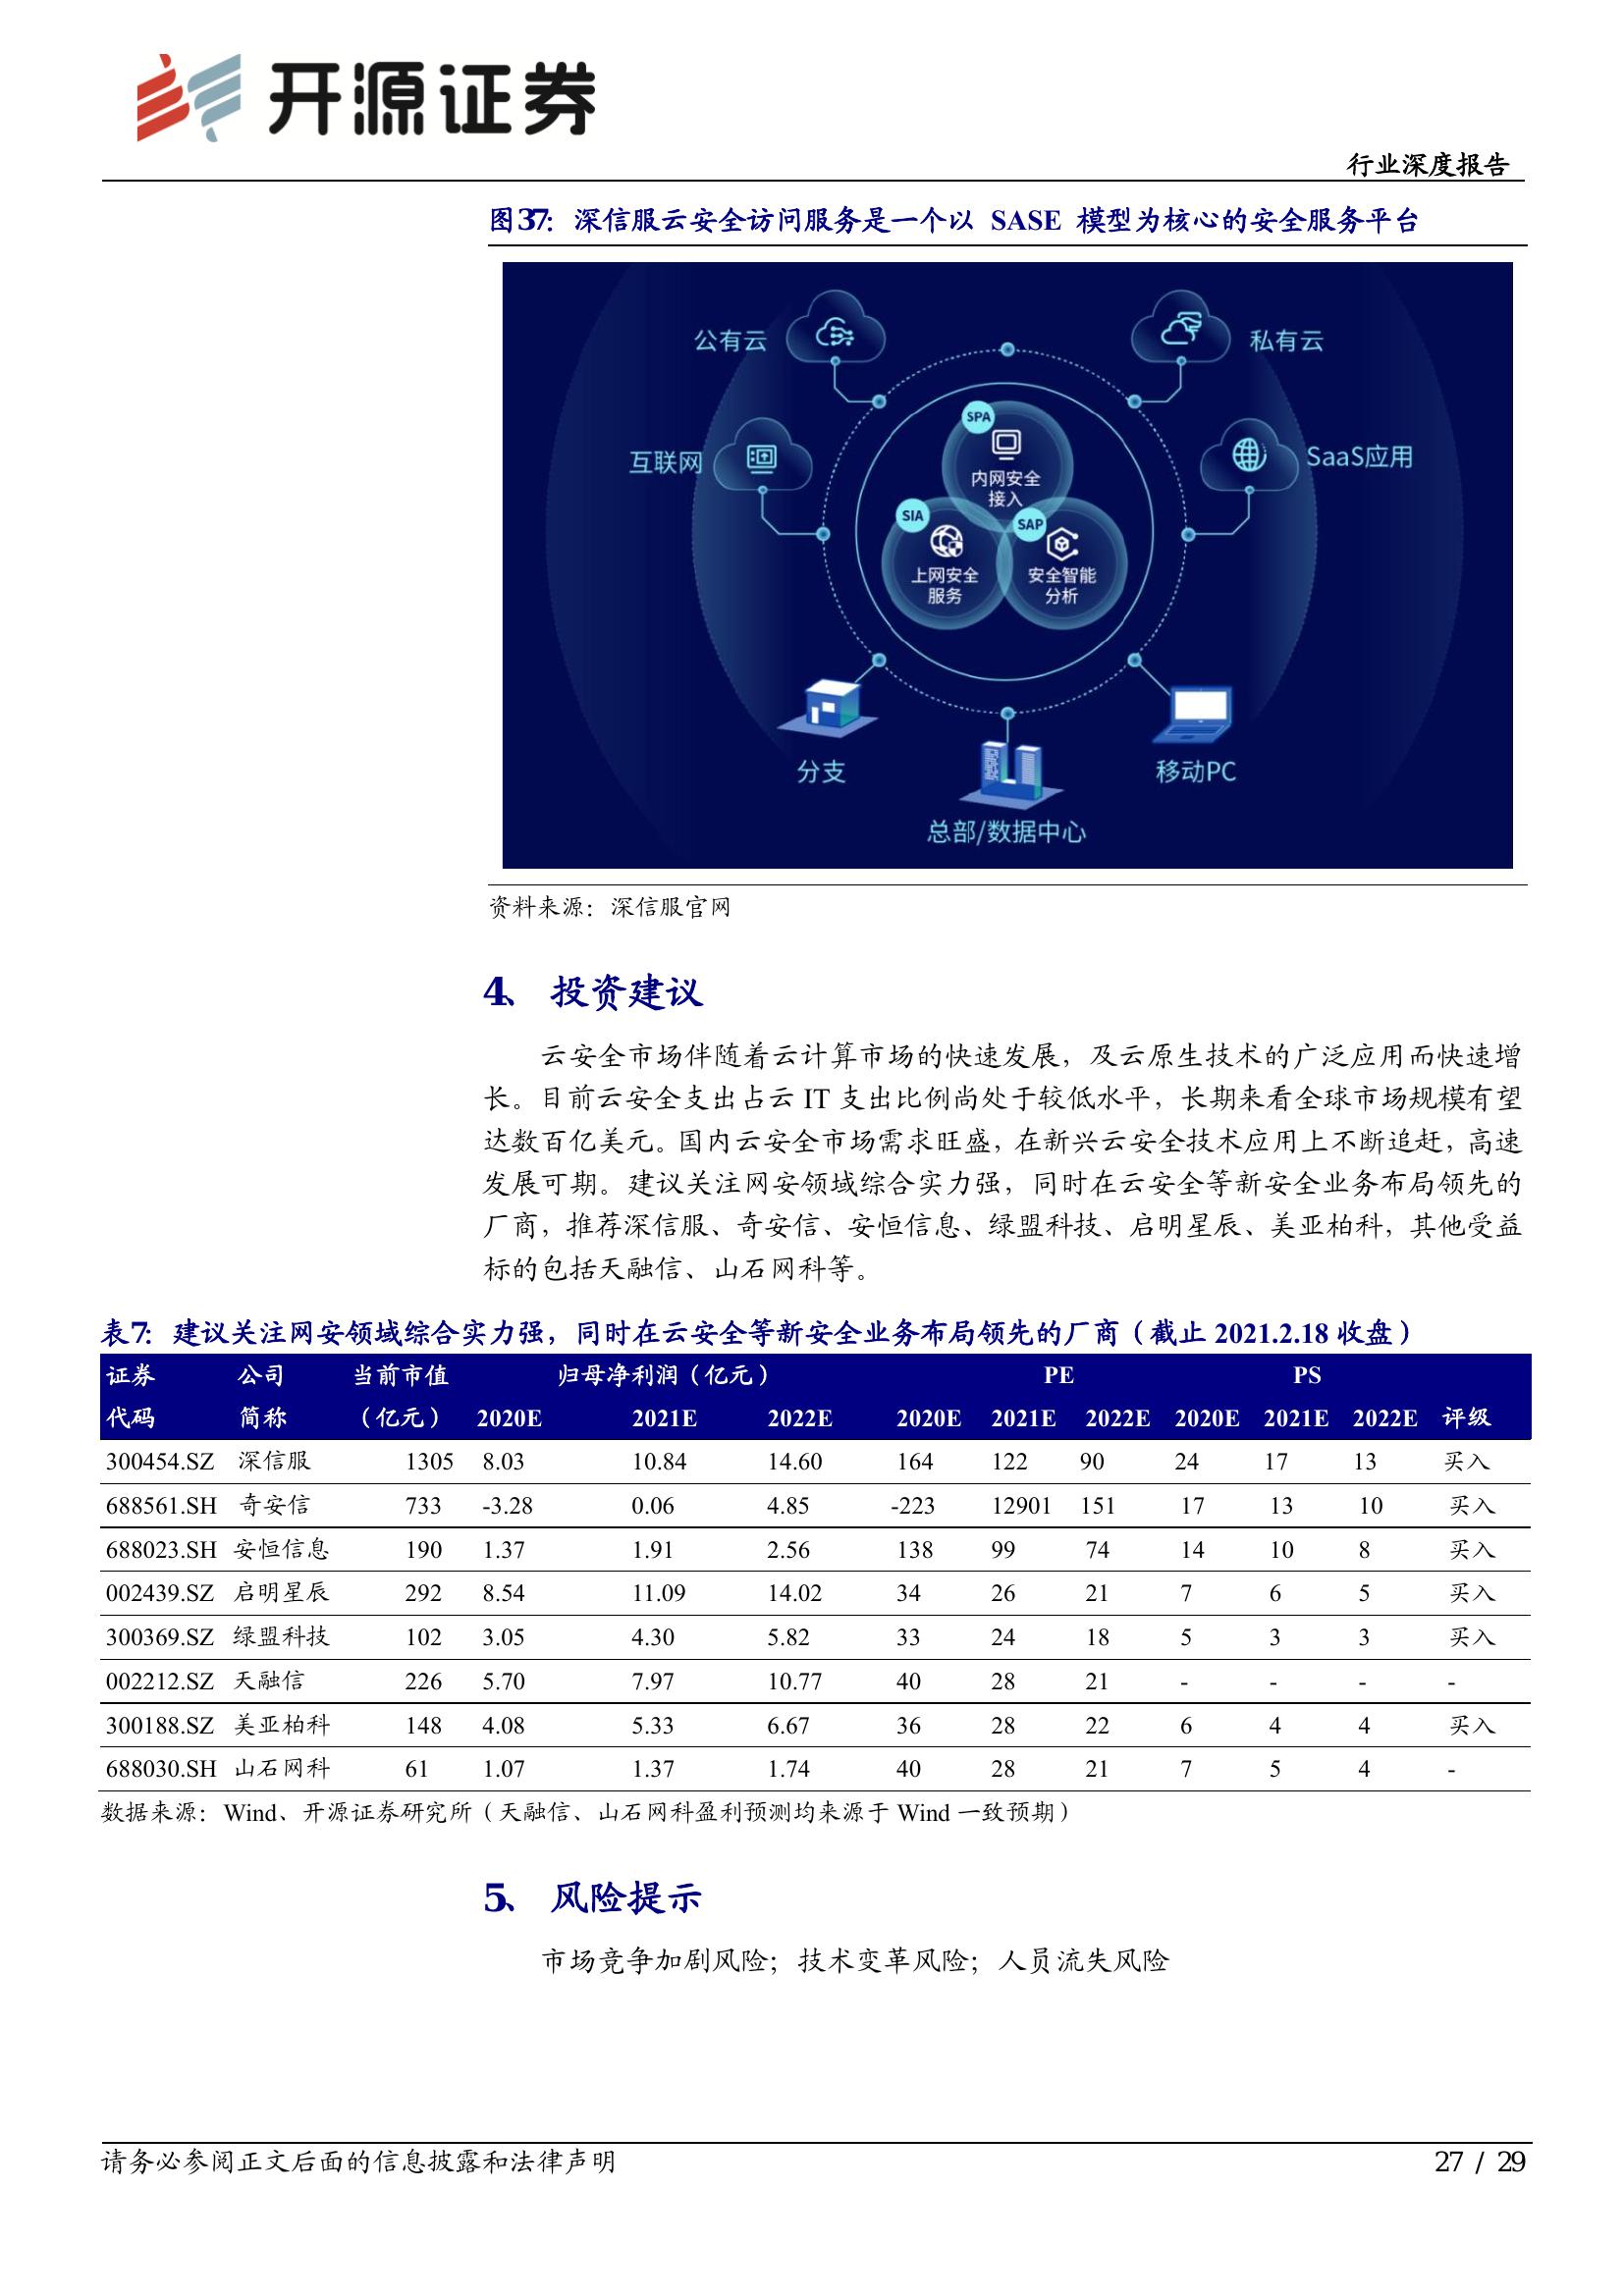 开源证券
行业深度报告
图37: 深信服云安全访问服务是一个以 SASE 模型为核心的安全服务平台
公有云
私有云
互联网
SaaS应用
SPA
内网安全
接入
SIA
上网安全
服务
SAP
安全智能
分析
分支
移动PC
总部/数据中心
资料来源：深信服官网
4、 投资建议
云安全市场伴随着云计算市场的快速发展，及云原生技术的广泛应用而快速增
长。目前云安全支出占云 IT 支出比例尚处于较低水平，长期来看全球市场规模有望
达数百亿美元。国内云安全市场需求旺盛，在新兴云安全技术应用上不断追赶，高速
发展可期。建议关注网安领域综合实力强，同时在云安全等新安全业务布局领先的
厂商，推荐深信服、奇安信、安恒信息、绿盟科技、启明星辰、美亚柏科，其他受益
标的包括天融信、山石网科等。
表7: 建议关注网安领域综合实力强，同时在云安全等新安全业务布局领先的厂商（截止 2021.2.18 收盘）
证券 公司 当前市值 归母净利润（亿元） PE PS
代码 简称 （亿元） 2020E 2021E 2022E 2020E 2021E 2022E 2020E 2021E 2022E 评级
300454.SZ 深信服 1305 8.03 10.84 14.60 164 122 90 24 17 13 买入
688561.SH 奇安信 733 -3.28 0.06 4.85 -223 12901 151 17 13 10 买入
688023.SH 安恒信息 190 1.37 1.91 2.56 138 99 74 14 10 8 买入
002439.SZ 启明星辰 292 8.54 11.09 14.02 34 26 21 7 6 5 买入
300369.SZ 绿盟科技 102 3.05 4.30 5.82 33 24 18 5 3 3 买入
002212.SZ 天融信 226 5.70 7.97 10.77 40 28 21 - - - -
300188.SZ 美亚柏科 148 4.08 5.33 6.67 36 28 22 6 4 4 买入
688030.SH 山石网科 61 1.07 1.37 1.74 40 28 21 7 5 4 -
数据来源：Wind、开源证券研究所（天融信、山石网科盈利预测均来源于 Wind 一致预期）
5、 风险提示
市场竞争加剧风险；技术变革风险；人员流失风险
请务必参阅正文后面的信息披露和法律声明
27 / 29